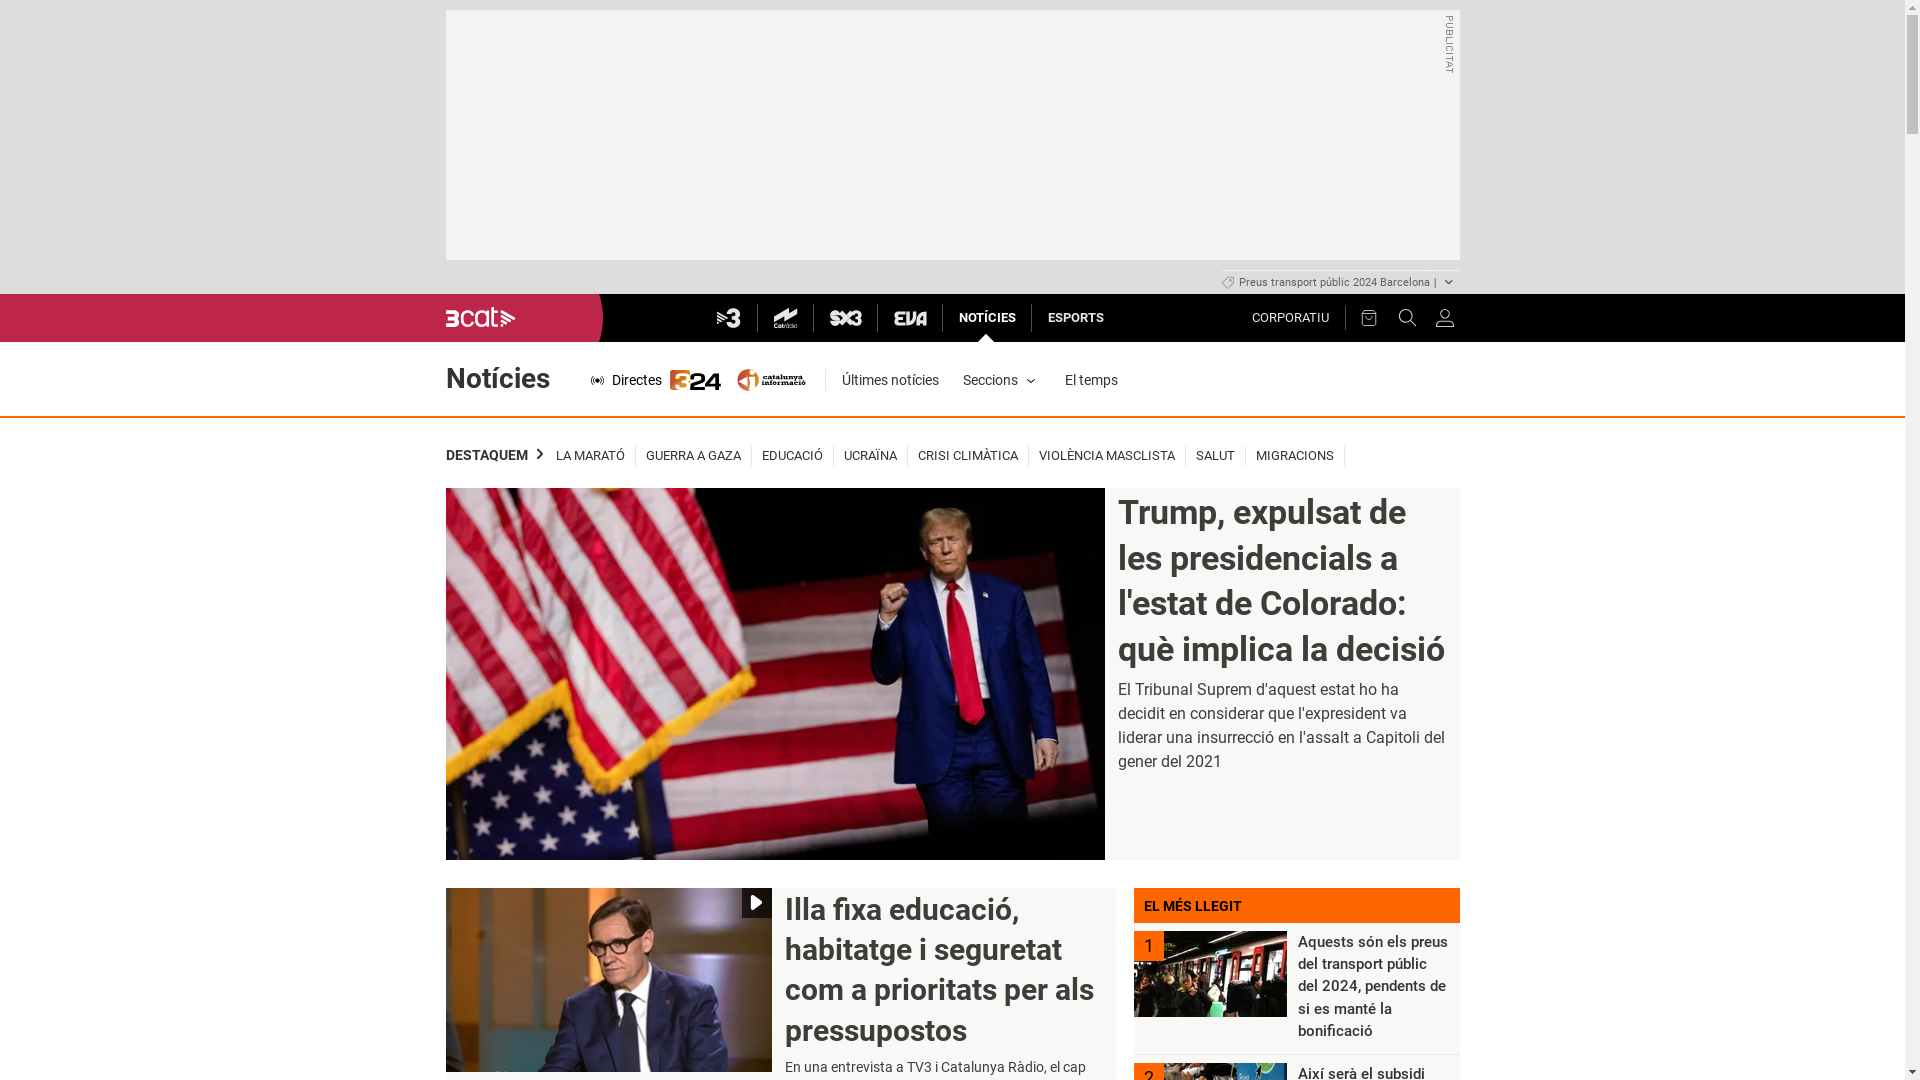 PUBLICITAT
Preus transport públic 2024 Barcelona |
3cat
3
Catràdio
SX3
EVA
NOTÍCIES
ESPORTS
CORPORATIU
Notícies
Directes
324
catalunya
informació
Últimes notícies
Seccions
El temps
DESTAQUEM
LA MARATÓ
GUERRA A GAZA
EDUCACIÓ
UCRAÏNA
CRISI CLIMÀTICA
VIOLÈNCIA MASCLISTA
SALUT
MIGRACIONS
Trump, expulsat de
les presidencials a
l'estat de Colorado:
què implica la decisió
El Tribunal Suprem d'aquest estat ho ha
decidit en considerar que l'expresident va
liderar una insurrecció en l'assalt a Capitoli del
gener del 2021
Illa fixa educació,
habitatge i seguretat
com a prioritats per als
pressupostos
En una entrevista a TV3 i Catalunya Ràdio, el cap
EL MÉS LLEGIT
1
Aquests són els preus
del transport públic
del 2024, pendents de
si es manté la
bonificació
2
Així serà el subsidi